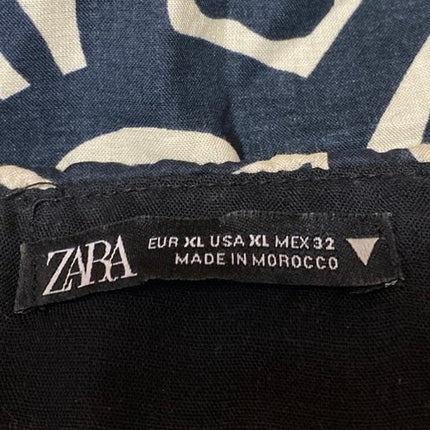 ZARA
EUR XL USA XL MEX 32
MADE IN MOROCCO